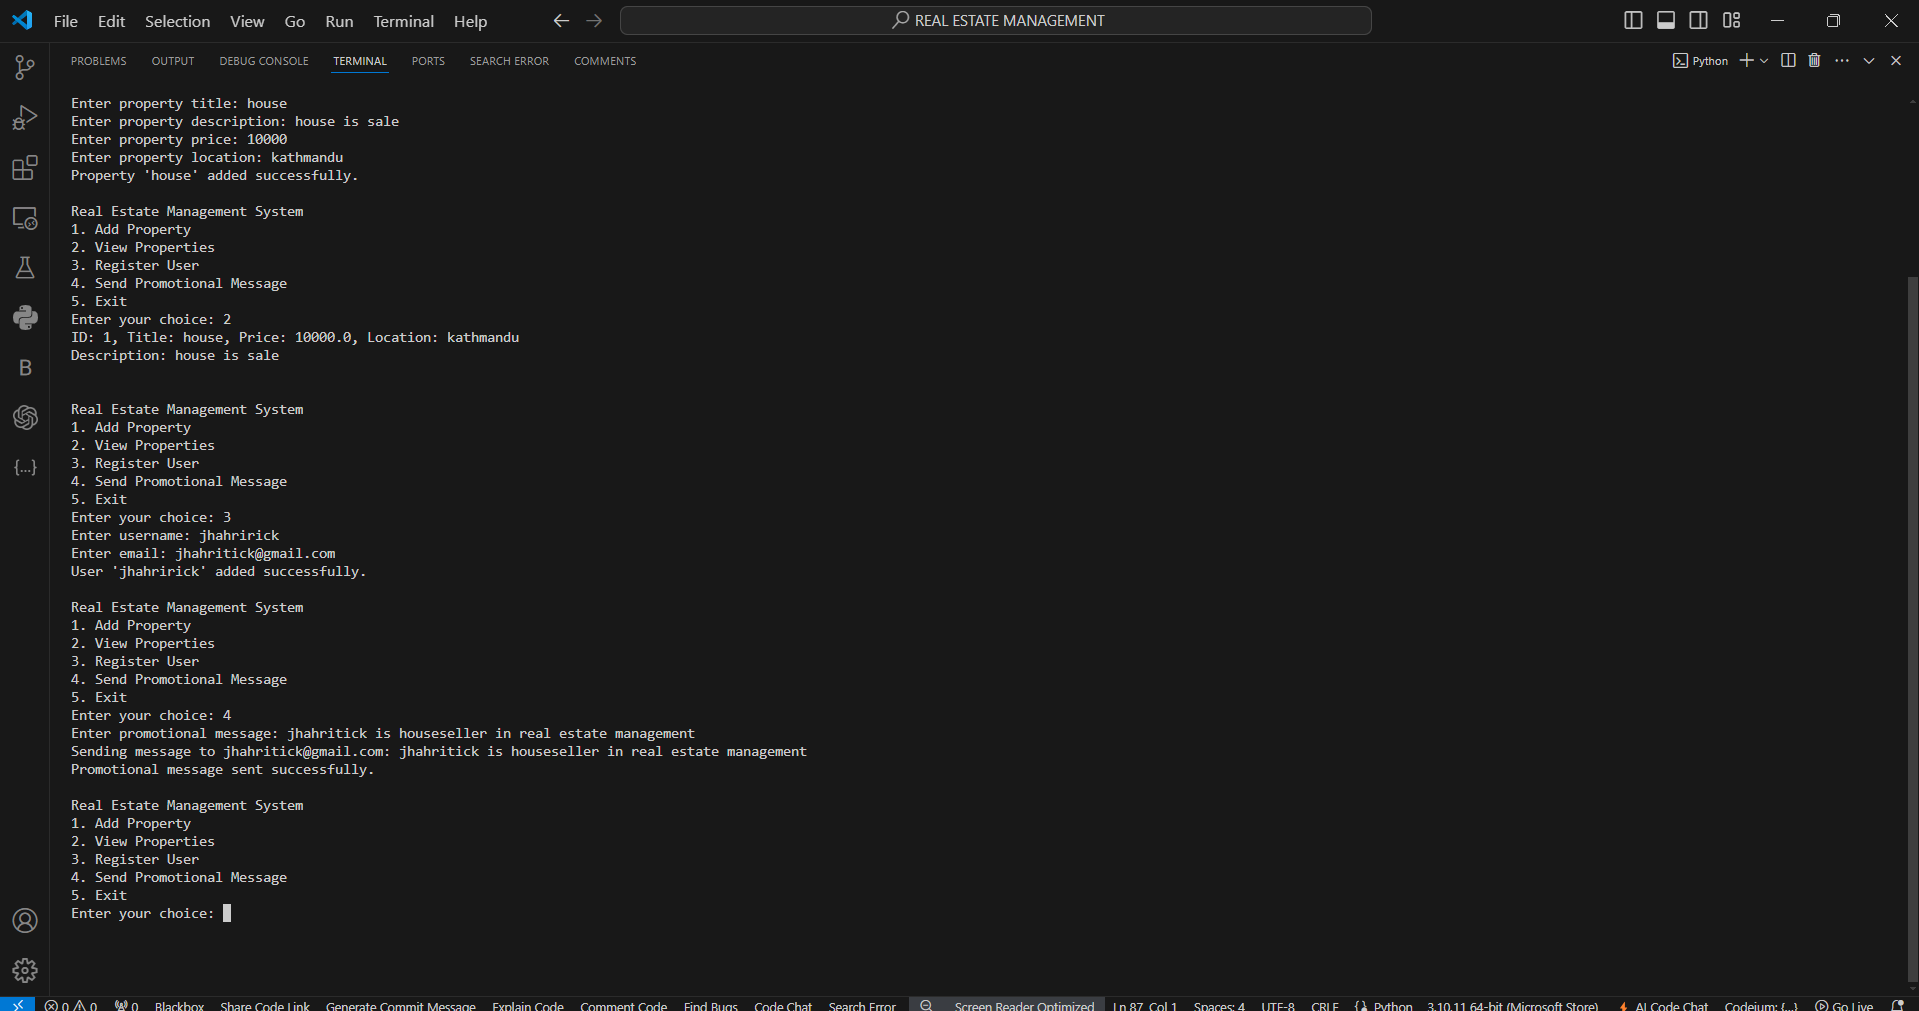 File Edit Selection View Go Run Terminal Help
REAL ESTATE MANAGEMENT
PROBLEMS OUTPUT DEBUG CONSOLE TERMINAL PORTS SEARCH ERROR COMMENTS
Python
Enter property title: house
Enter property description: house is sale
Enter property price: 10000
Enter property location: kathmandu
Property 'house' added successfully.
Real Estate Management System
1. Add Property
2. View Properties
3. Register User
4. Send Promotional Message
5. Exit
Enter your choice: 2
ID: 1, Title: house, Price: 10000.0, Location: kathmandu
Description: house is sale
Real Estate Management System
1. Add Property
2. View Properties
3. Register User
4. Send Promotional Message
5. Exit
Enter your choice: 3
Enter username: jhahririck
Enter email: jhahritick@gmail.com
User 'jhahririck' added successfully.
Real Estate Management System
1. Add Property
2. View Properties
3. Register User
4. Send Promotional Message
5. Exit
Enter your choice: 4
Enter promotional message: jhahritick is houseseller in real estate management
Sending message to jhahritick@gmail.com: jhahritick is houseseller in real estate management
Promotional message sent successfully.
Real Estate Management System
1. Add Property
2. View Properties
3. Register User
4. Send Promotional Message
5. Exit
Enter your choice:
B
{...}
0 0 0 Blackbox Share Code Link Generate Commit Message Explain Code Comment Code Find Bugs Code Chat Search Error Screen Reader Optimized Ln 87, Col 1 Spaces: 4 UTF-8 CRLF Python 3.10.11 64-bit (Microsoft Store) AI Code Chat Codeium: {...} Go Live